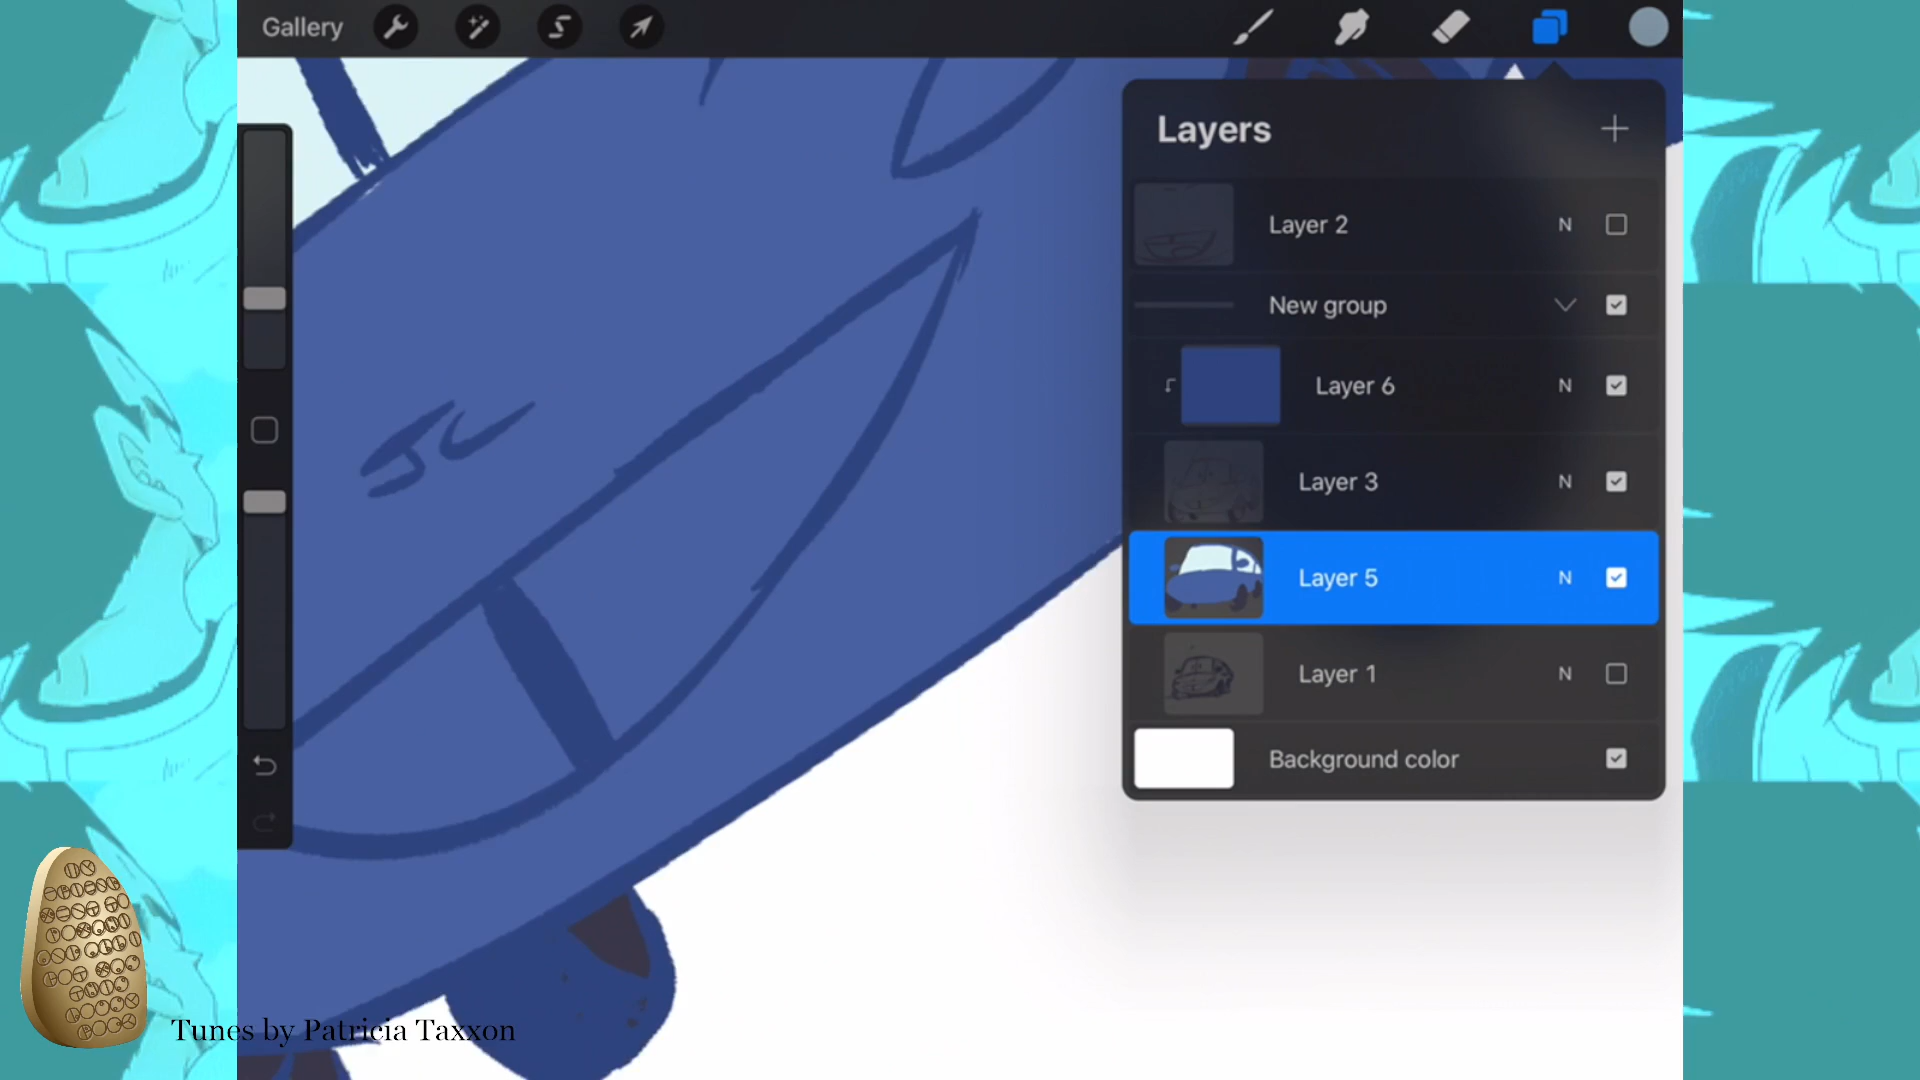 Gallery
Layers
Layer 2 N
New group
Layer 6 N
Layer 3 N
Layer 5 N
Layer 1 N
Background color
JC
Tunes by Patricia Taxxon